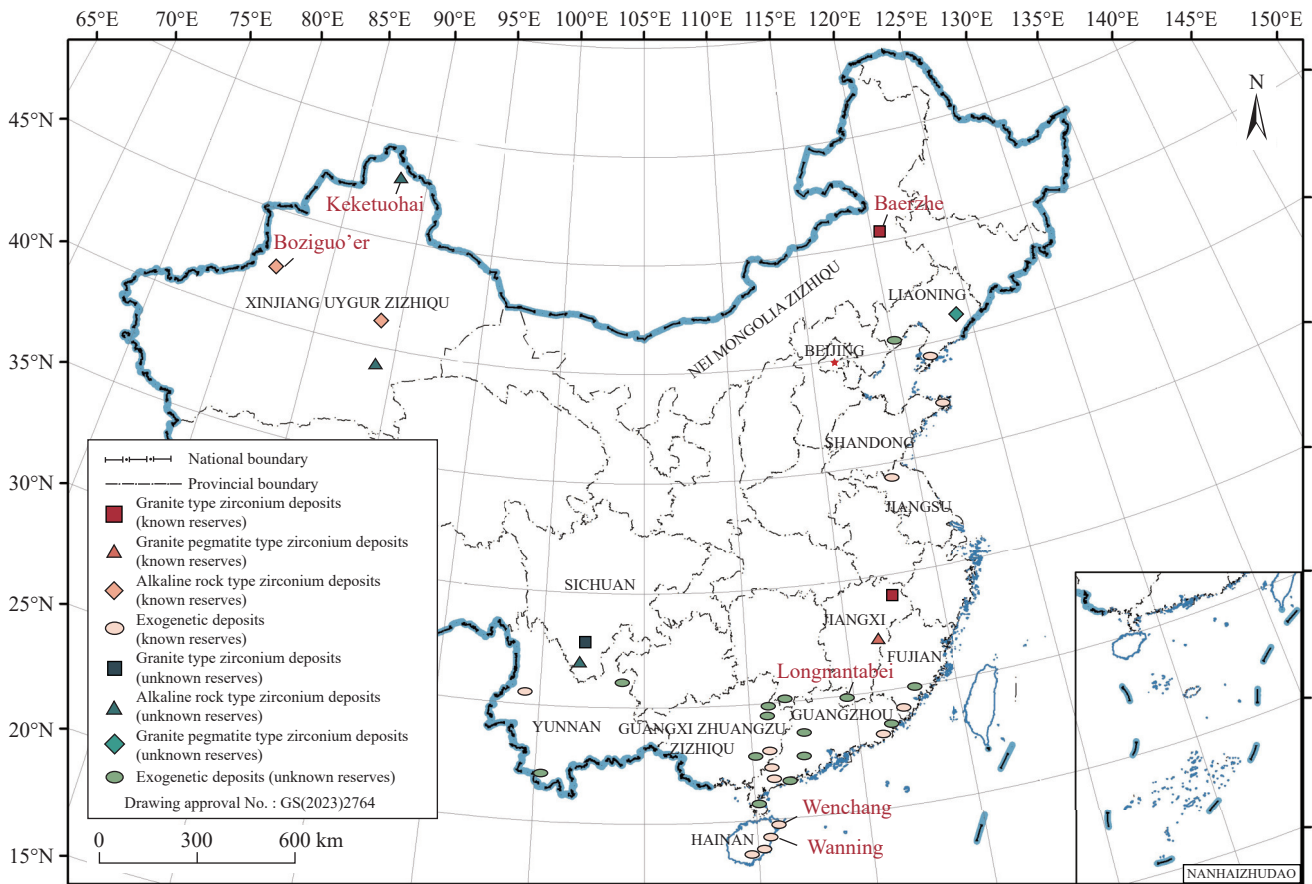 65°E 70°E 75°E 80°E 85°E 90°E 95°E 100°E 105°E 110°E 115°E 120°E 125°E 130°E 135°E 140°E 145°E 150°E
N
45°N
40°N
35°N
30°N
25°N
20°N
15°N
Keketuohai
Baerzhe
Boziguo’er
XINJIANG UYGUR ZIZHIQU
NEI MONGOLIA ZIZHIQU
LIAONING
BEIJING
SHANDONG
JIANGSU
SICHUAN
JIANGXI
FUJIAN
Longnantabei
YUNNAN
GUANGXI ZHUANGZU
ZIZHIQU
GUANGZHOU
HAINAN
Wenchang
Wanning
National boundary
Provincial boundary
Granite type zirconium deposits
(known reserves)
Granite pegmatite type zirconium deposits
(known reserves)
Alkaline rock type zirconium deposits
(known reserves)
Exogenetic deposits
(known reserves)
Granite type zirconium deposits
(unknown reserves)
Alkaline rock type zirconium deposits
(unknown reserves)
Granite pegmatite type zirconium deposits
(unknown reserves)
Exogenetic deposits (unknown reserves)
Drawing approval No. : GS(2023)2764
0 300 600 km
NANHAIZHUDAO